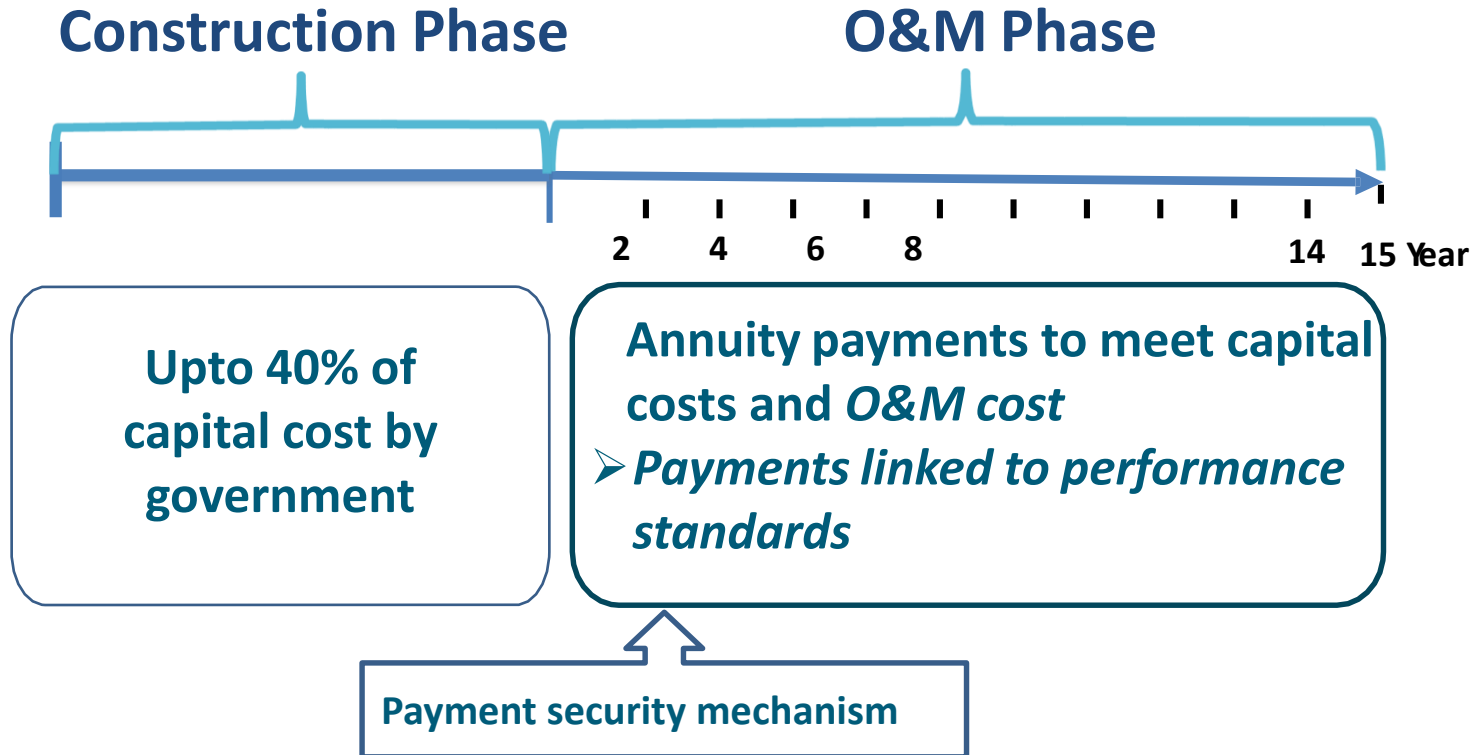 Construction Phase
O&M Phase
2 4 6 8 14 15 Year
Upto 40% of
capital cost by
government
Annuity payments to meet capital
costs and O&M cost
➢ Payments linked to performance
standards
Payment security mechanism